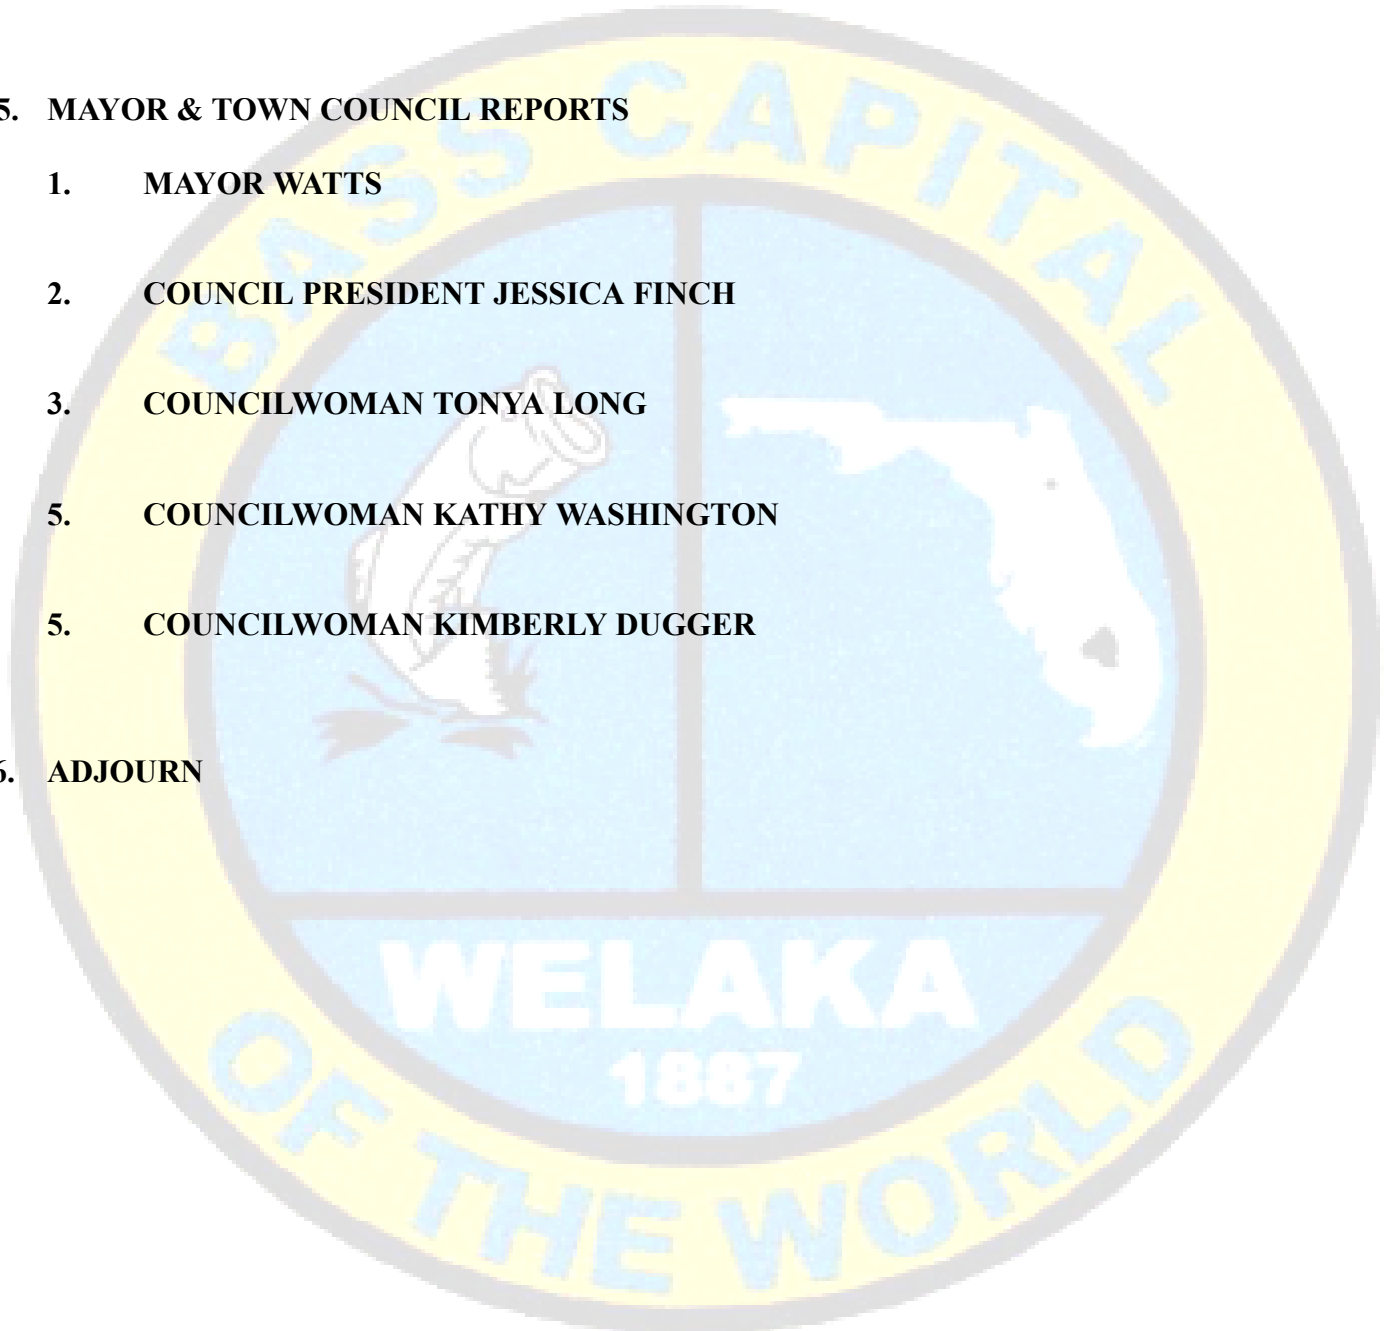 5. MAYOR & TOWN COUNCIL REPORTS
1. MAYOR WATTS
2. COUNCIL PRESIDENT JESSICA FINCH
3. COUNCILWOMAN TONYA LONG
5. COUNCILWOMAN KATHY WASHINGTON
5. COUNCILWOMAN KIMBERLY DUGGER
6. ADJOURN
BASS CAPITAL
WELAKA
1887
OF THE WORLD